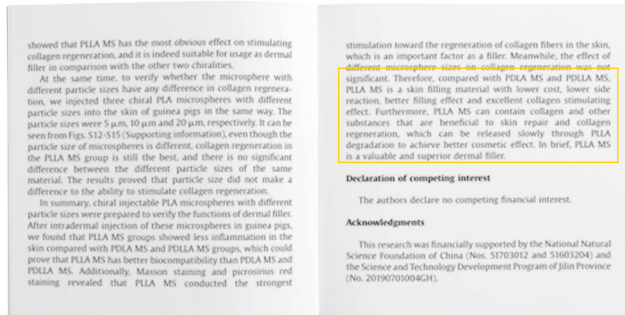 showed that PLLA MS has the most obvious effect on stimulating
collagen regeneration, and it is indeed suitable for usage as dermal
filler in comparison with the other two chiralities.
At the same time, to verify whether the microsphere with
different particle sizes have any difference in collagen regenera-
tion, we injected three chiral PLA microspheres with different
particle sizes into the skin of guinea pigs in the same way. The
particle sizes were 5 μm, 10 μm and 20 μm, respectively. It can be
seen from Figs. S12-S15 (Supporting information), even though the
particle size of microspheres is different, collagen regeneration in
the PLLA MS group is still the best, and there is no significant
difference between the different particle sizes of the same
material. The results proved that particle size did not make a
difference to the ability to stimulate collagen regeneration.
In summary, chiral injectable PLA microspheres with different
particle sizes were prepared to verify the functions of dermal filler.
After intradermal injection of these microspheres in guinea pigs,
we found that PLLA MS groups showed less inflammation in the
skin compared with PDLA MS and PDLLA MS groups, which could
prove that PLLA MS has better biocompatibility than PDLA MS and
PDLLA MS. Additionally, Masson staining and picrosirius red
staining revealed that PLLA MS conducted the strongest
stimulation toward the regeneration of collagen fibers in the skin,
which is an important factor as a filler. Meanwhile, the effect of
different microsphere sizes on collagen regeneration was not
significant. Therefore, compared with PDLA MS and PDLLA MS,
PLLA MS is a skin filling material with lower cost, lower side
reaction, better filling effect and excellent collagen stimulating
effect. Furthermore, PLLA MS can contain collagen and other
substances that are beneficial to skin repair and collagen
regeneration, which can be released slowly through PLLA
degradation to achieve better cosmetic effect. In brief, PLLA MS
is a valuable and superior dermal filler.
Declaration of competing interest
The authors declare no competing financial interest.
Acknowledgments
This research was financially supported by the National Natural
Science Foundation of China (Nos. 51703012 and 51603204) and
the Science and Technology Development Program of Jilin Province
(No. 20190701004GH).